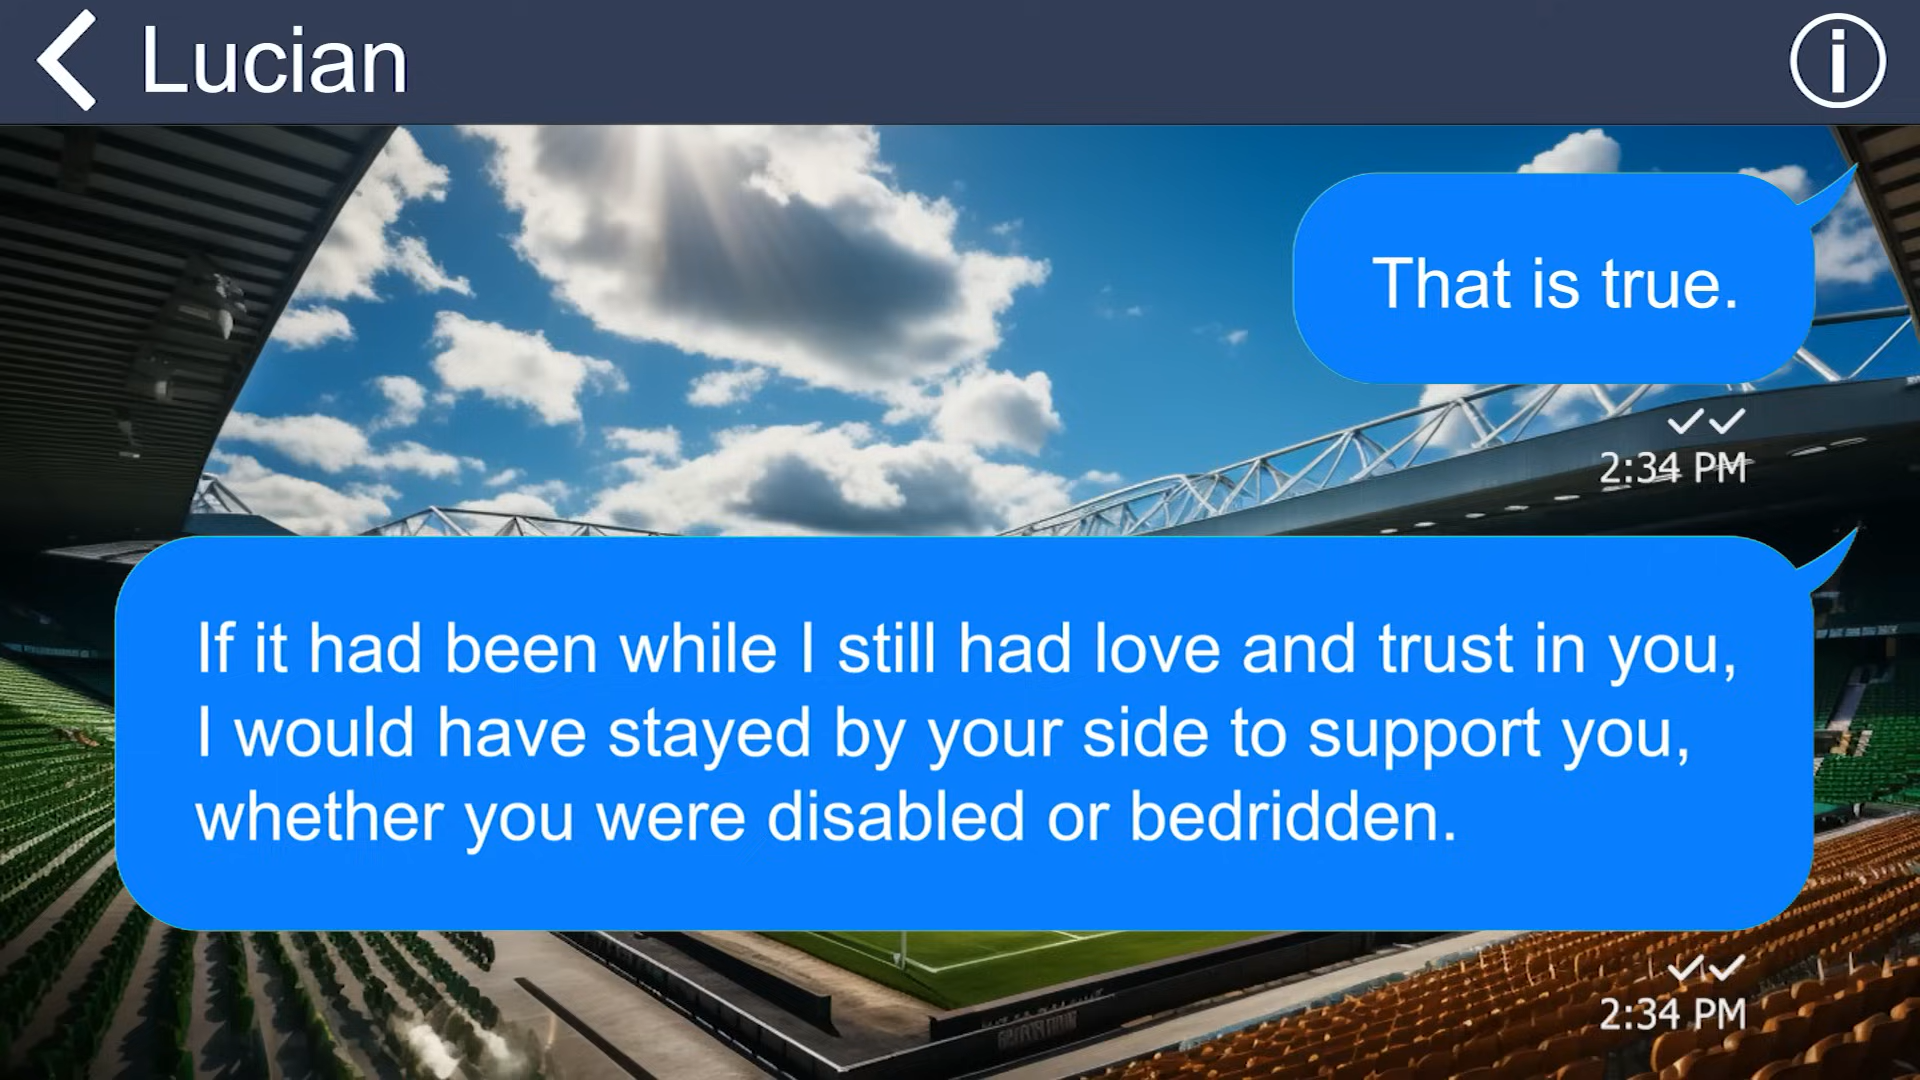 Lucian
That is true.
2:34 PM
If it had been while I still had love and trust in you,
I would have stayed by your side to support you,
whether you were disabled or bedridden.
2:34 PM